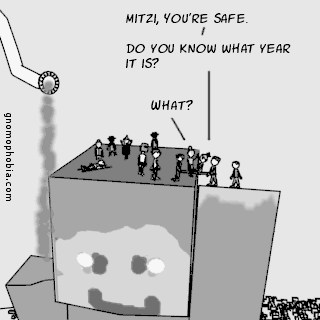 MITZI, YOU'RE SAFE.
DO YOU KNOW WHAT YEAR
IT IS?
WHAT?
gnomophobia.com